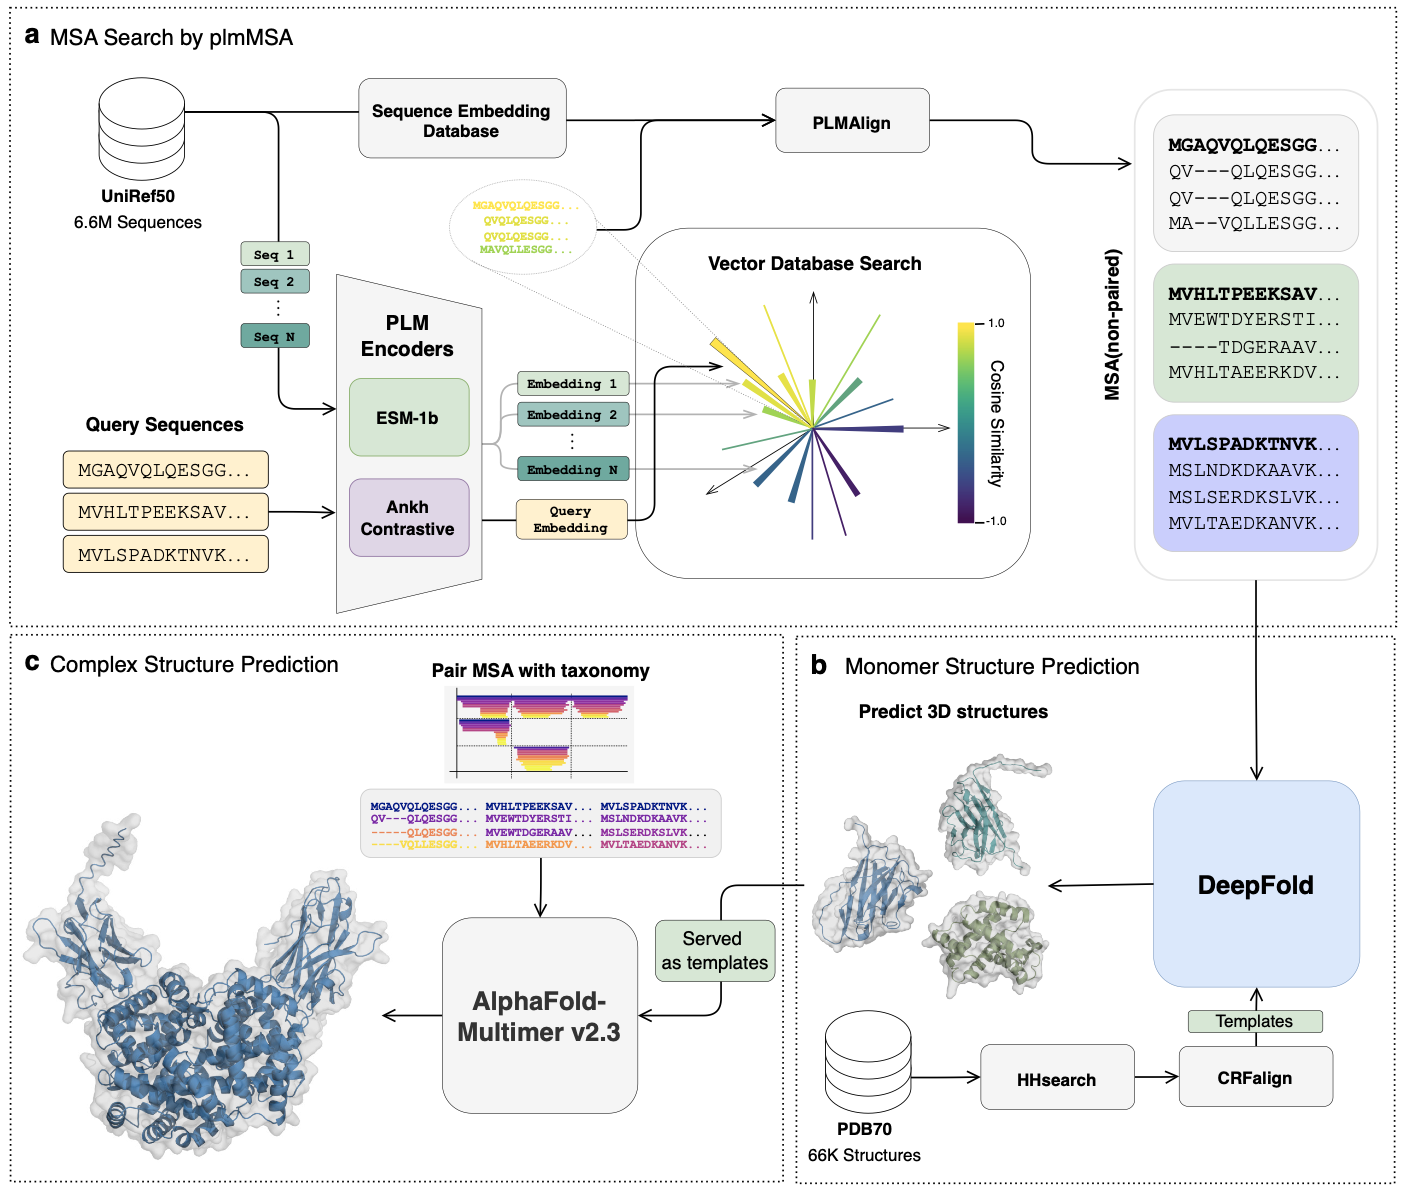 a MSA Search by plmMSA
UniRef50
6.6M Sequences
Sequence Embedding
Database
PLMAlign
MGAQVQLQESGG...
QVQLQESGG...
QVQLQESGG...
MAVQLLESGG...
Seq 1
Seq 2
⋮
Seq N
Query Sequences
MGAQVQLQESGG...
MVHLTPEEKSAV...
MVLSPADKTNVK...
PLM
Encoders
ESM-1b
Ankh
Contrastive
Embedding 1
Embedding 2
⋮
Embedding N
Query
Embedding
Vector Database Search
1.0
Cosine Similarity
-1.0
MSA(non-paired)
MGAQVQLQESGG...
QV---QLQESGG...
QV---QLQESGG...
MA--VQLLESGG...
MVHLTPEEKSAV...
MVEWTDYERSTI...
----TDGERAAV...
MVHLTAEERKDV...
MVLSPADKTNVK...
MSLNDKDKAAVK...
MSLSERDKSLVK...
MVLTAEDKANVK...
c Complex Structure Prediction
Pair MSA with taxonomy
MGAQVQLQESGG... MVHLTPEEKSAV... MVLSPADKTNVK...
QV---QLQESGG... MVEWTDYERSTI... MSLNDKDKAAVK...
-----QLQESGG... MVEWTDGERAAV... MSLSERDKSLVK...
----VQLLESGG... MVHLTAEERKDV... MVLTAEDKANVK...
AlphaFold-
Multimer v2.3
Served
as templates
b Monomer Structure Prediction
Predict 3D structures
DeepFold
Templates
PDB70
66K Structures
HHsearch
CRFalign